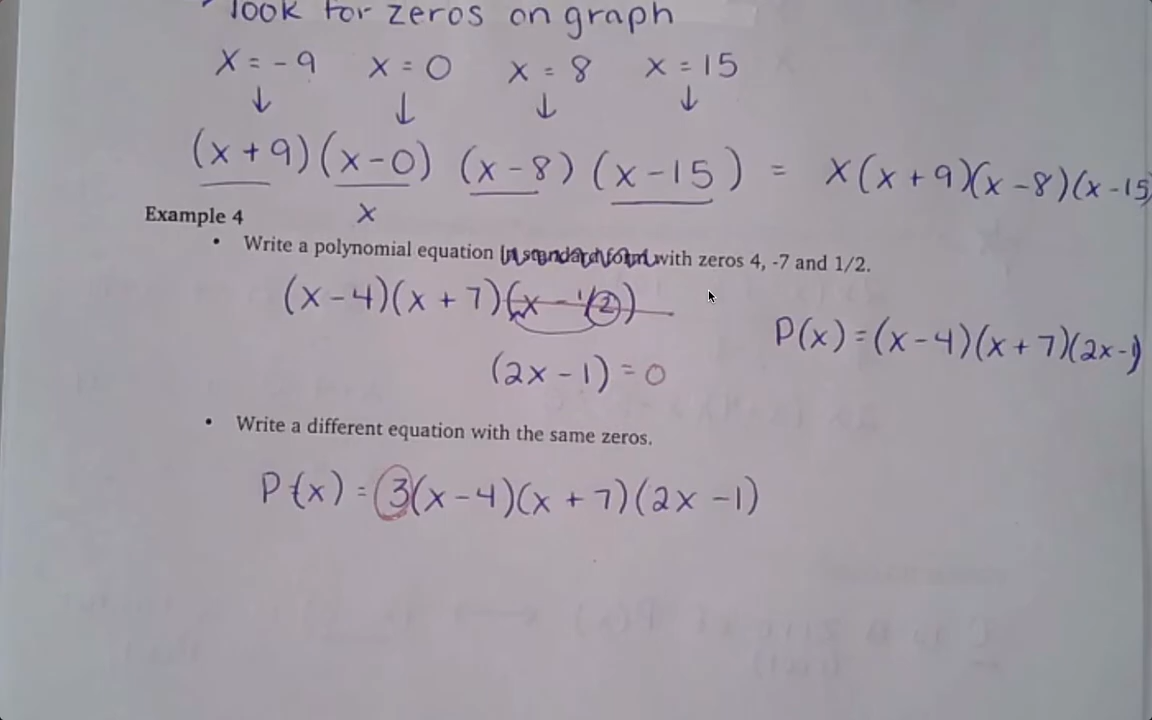 look for zeros on graph
x = -9 x = 0 x = 8 x = 15
↓ ↓ ↓ ↓
(x + 9) (x - 0) (x - 8) (x - 15) = x(x + 9)(x - 8)(x - 15)
x
Example 4
• Write a polynomial equation in standard form with zeros 4, -7 and 1/2.
(x - 4)(x + 7)(x - 1/2)
P(x) = (x - 4)(x + 7)(2x - 1)
(2x - 1) = 0
• Write a different equation with the same zeros.
P(x) = 3(x - 4)(x + 7)(2x - 1)